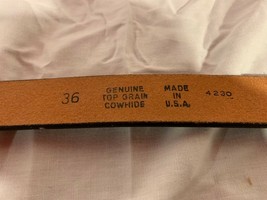 36
GENUINE
TOP GRAIN
COWHIDE
MADE
IN
U.S.A.
4230